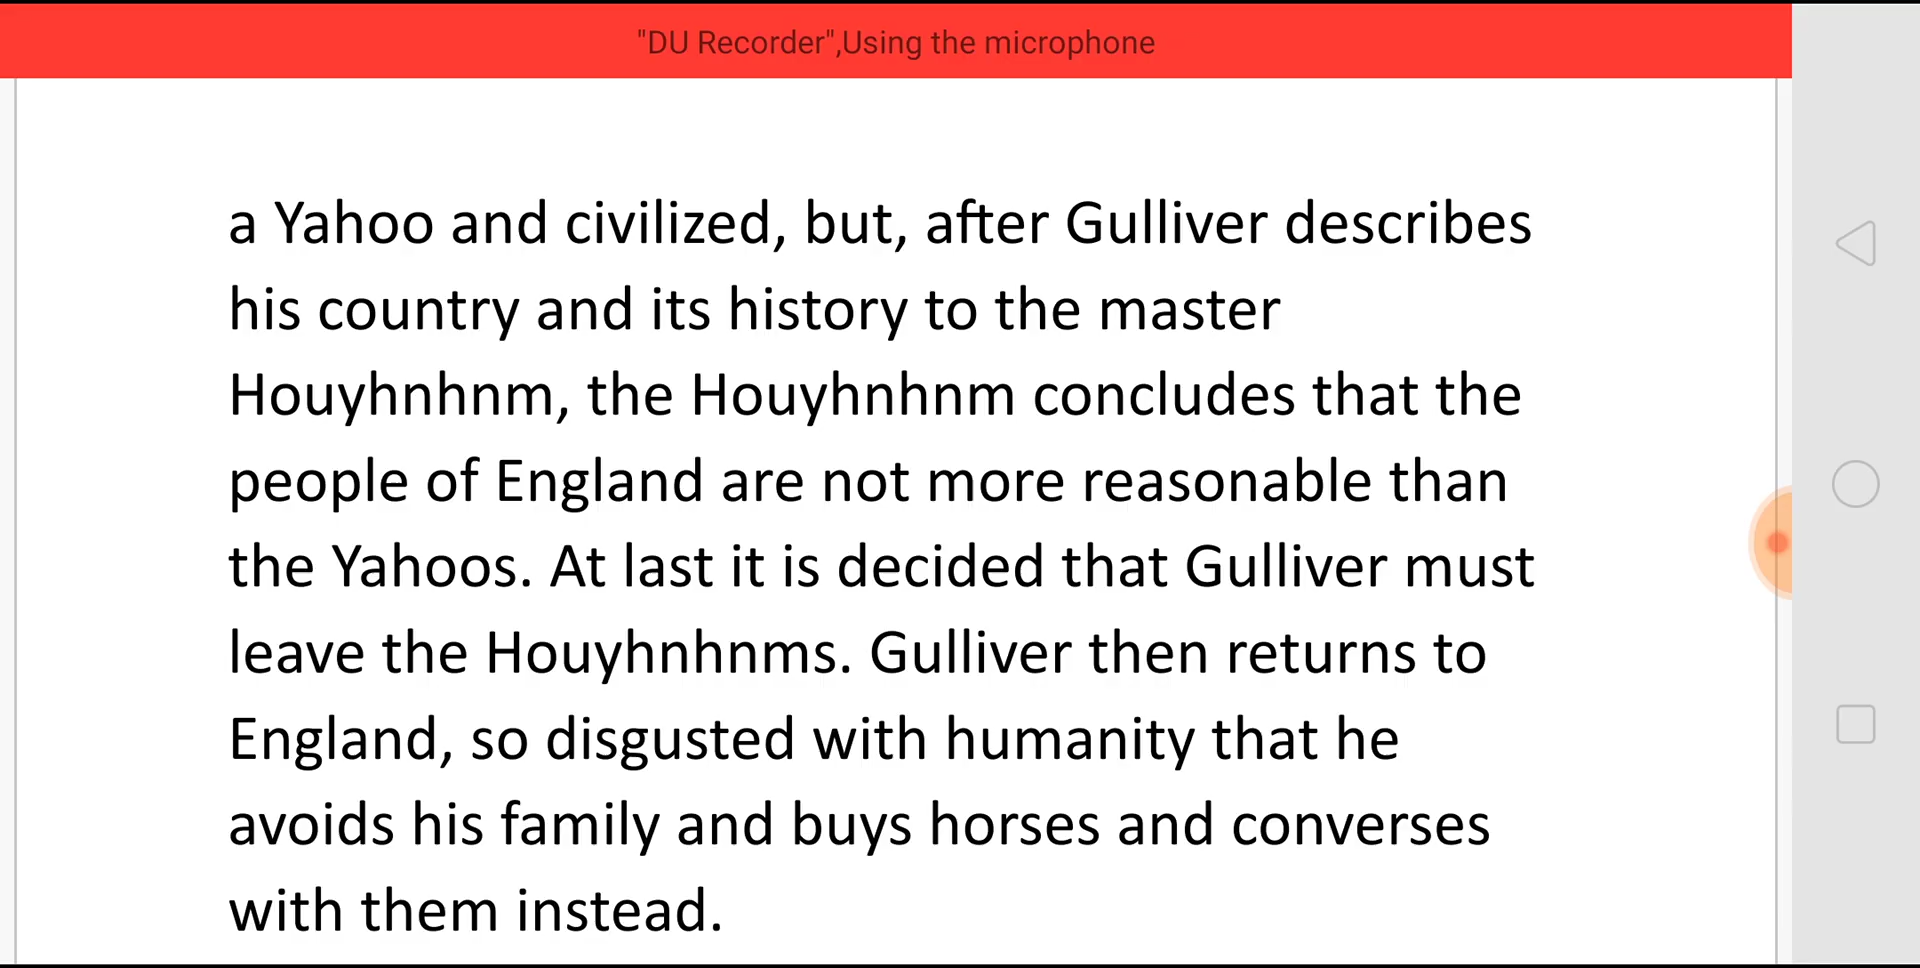 "DU Recorder",Using the microphone
a Yahoo and civilized, but, after Gulliver describes
his country and its history to the master
Houyhnhnm, the Houyhnhnm concludes that the
people of England are not more reasonable than
the Yahoos. At last it is decided that Gulliver must
leave the Houyhnhnms. Gulliver then returns to
England, so disgusted with humanity that he
avoids his family and buys horses and converses
with them instead.